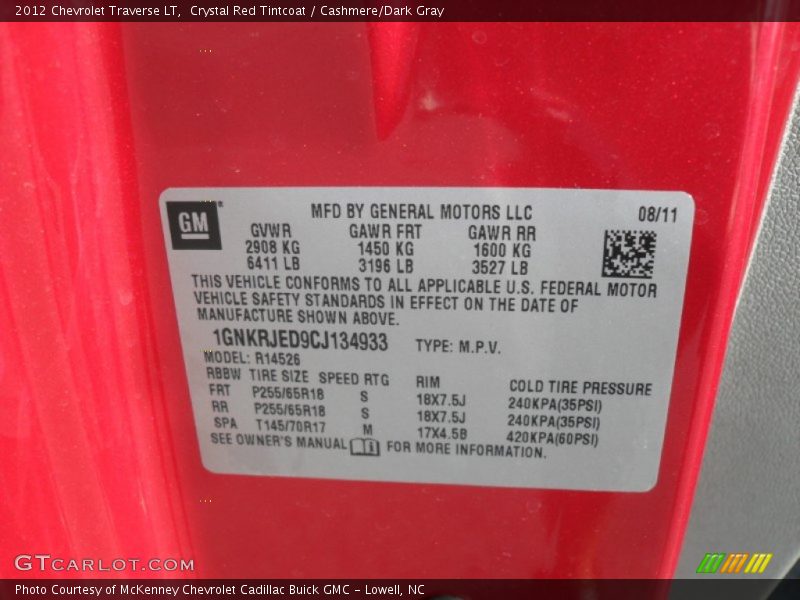 2012 Chevrolet Traverse LT,  Crystal Red Tintcoat / Cashmere/Dark Gray
GM
MFD BY GENERAL MOTORS LLC 08/11
GVWR GAWR FRT GAWR RR
2908 KG 1450 KG 1600 KG
6411 LB 3196 LB 3527 LB
THIS VEHICLE CONFORMS TO ALL APPLICABLE U.S. FEDERAL MOTOR
VEHICLE SAFETY STANDARDS IN EFFECT ON THE DATE OF
MANUFACTURE SHOWN ABOVE.
1GNKRJED9CJ134933 TYPE: M.P.V.
MODEL: R14526
RBBW TIRE SIZE SPEED RTG RIM COLD TIRE PRESSURE
FRT P255/65R18 S 18X7.5J 240KPA(35PSI)
RR P255/65R18 S 18X7.5J 240KPA(35PSI)
SPA T145/70R17 M 17X4.5B 420KPA(60PSI)
SEE OWNER'S MANUAL FOR MORE INFORMATION.
GTCARLOT.COM
Photo Courtesy of McKenney Chevrolet Cadillac Buick GMC - Lowell, NC